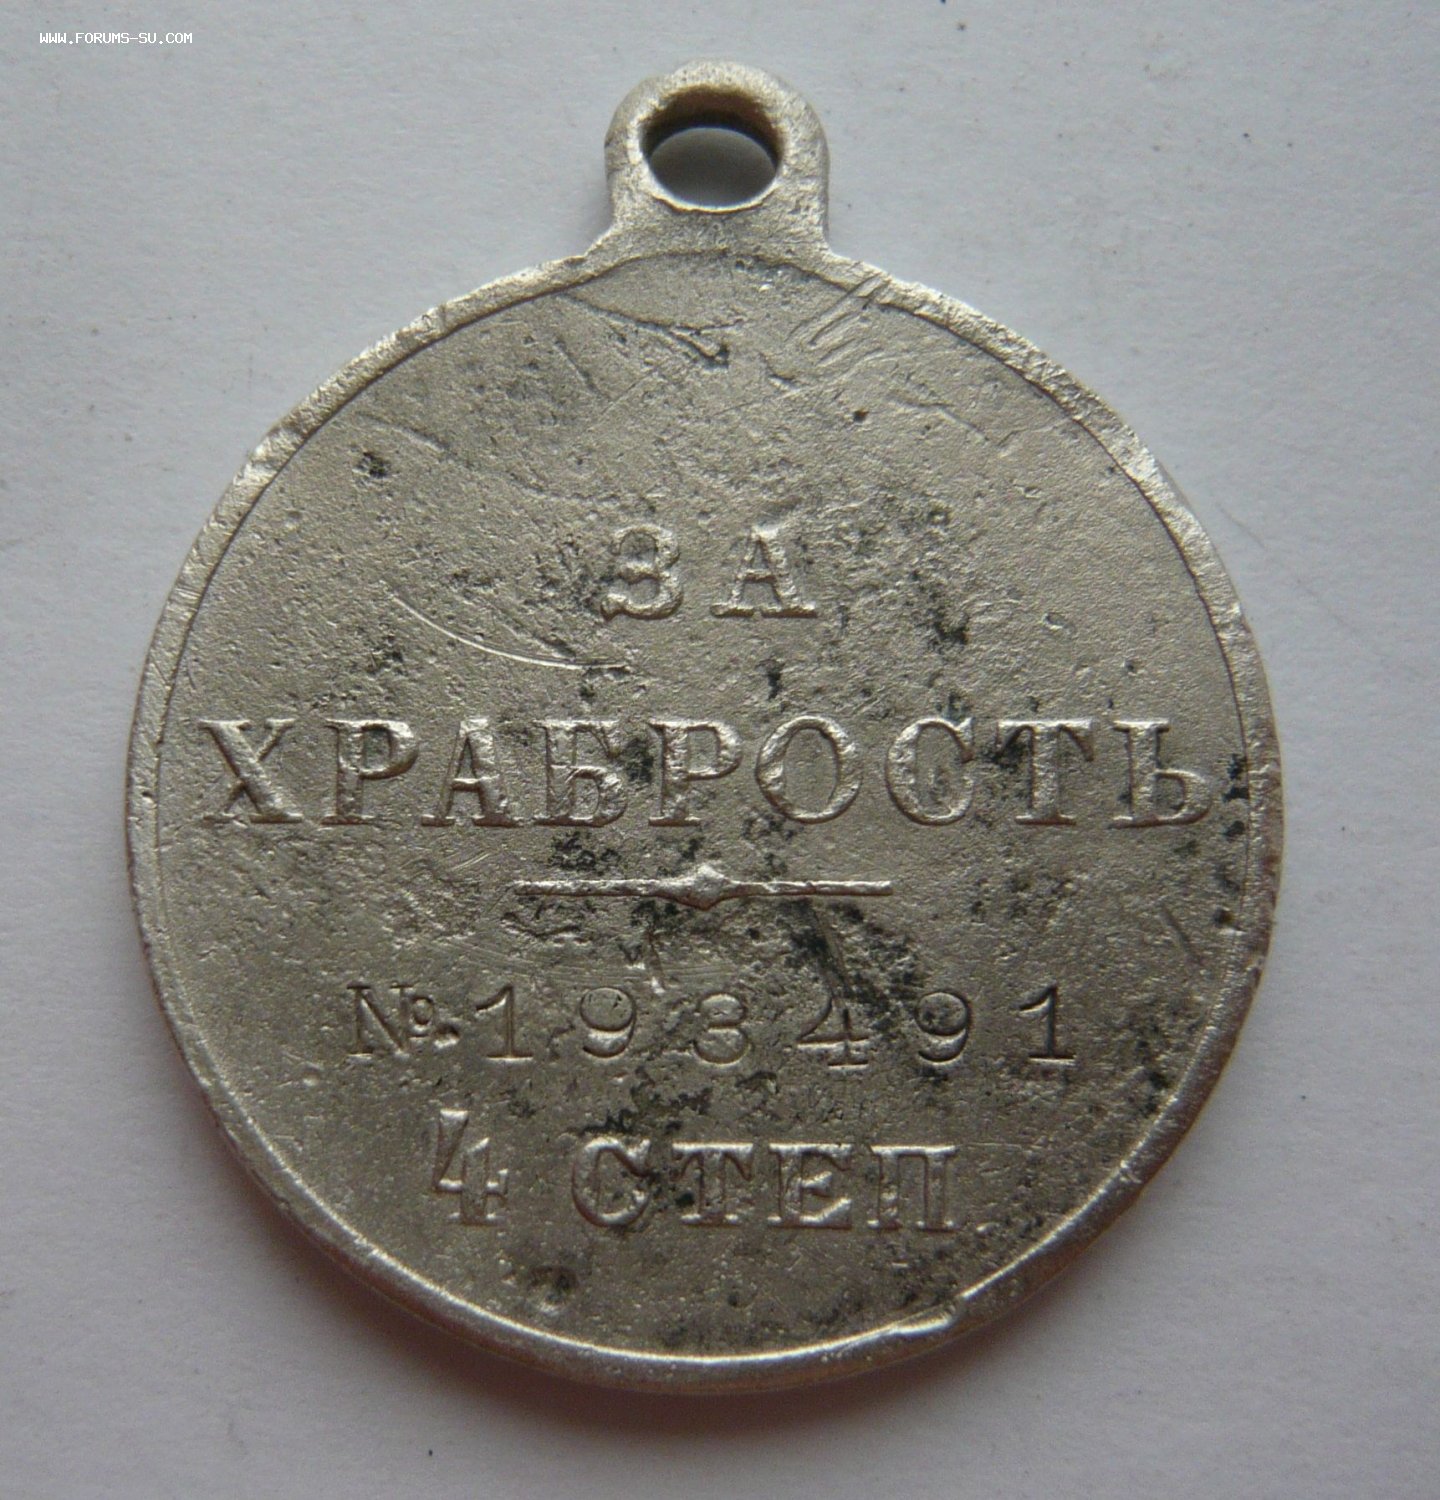 WWW.FORUMS-SU.COM
ЗА
ХРАБРОСТЬ
№ 193491
4 СТЕП